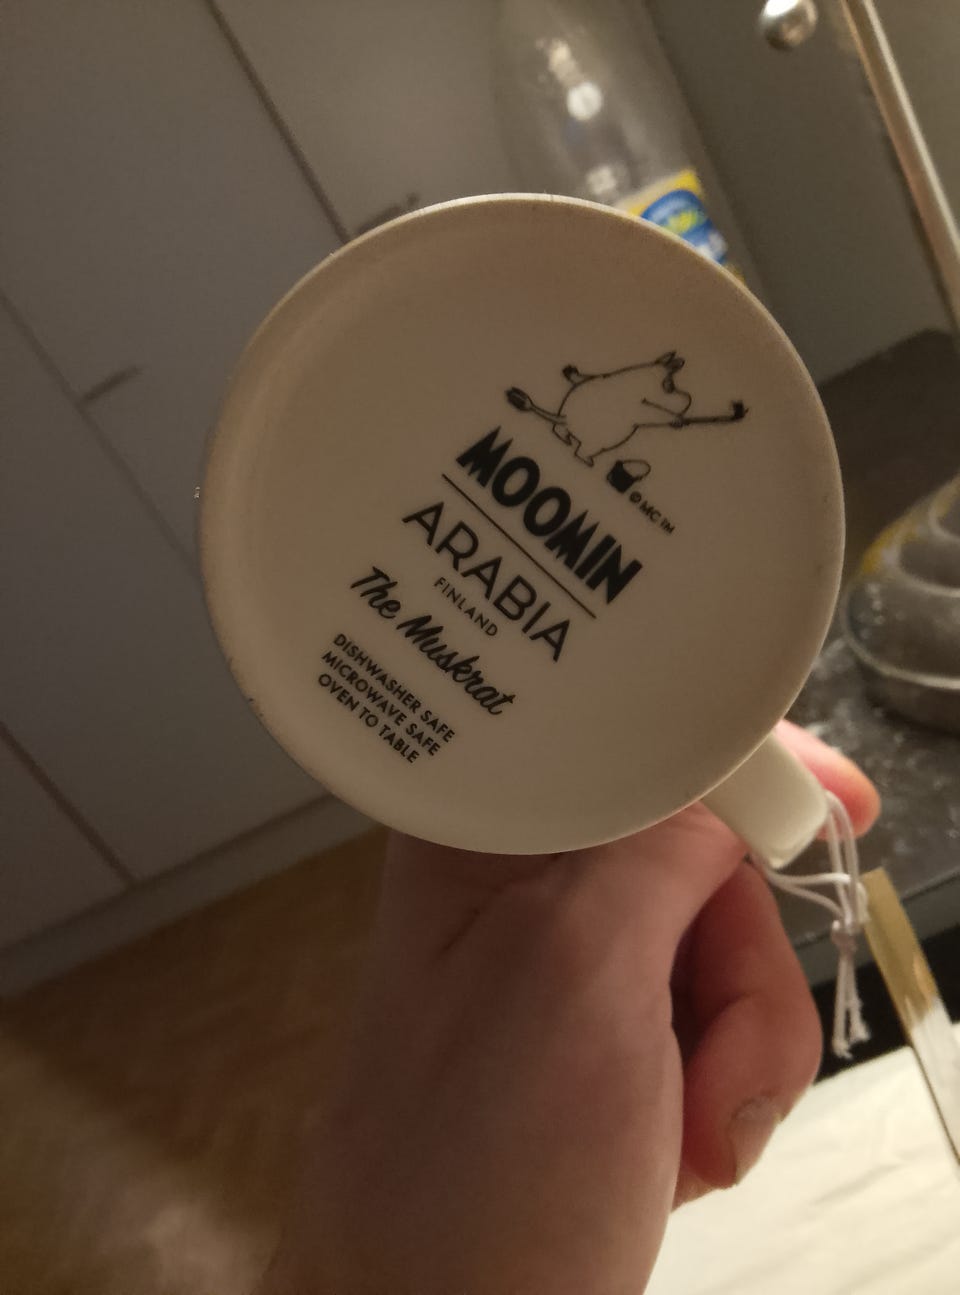 © MC ™
MOOMIN
ARABIA
FINLAND
The Muskrat
DISHWASHER SAFE
MICROWAVE SAFE
OVEN TO TABLE